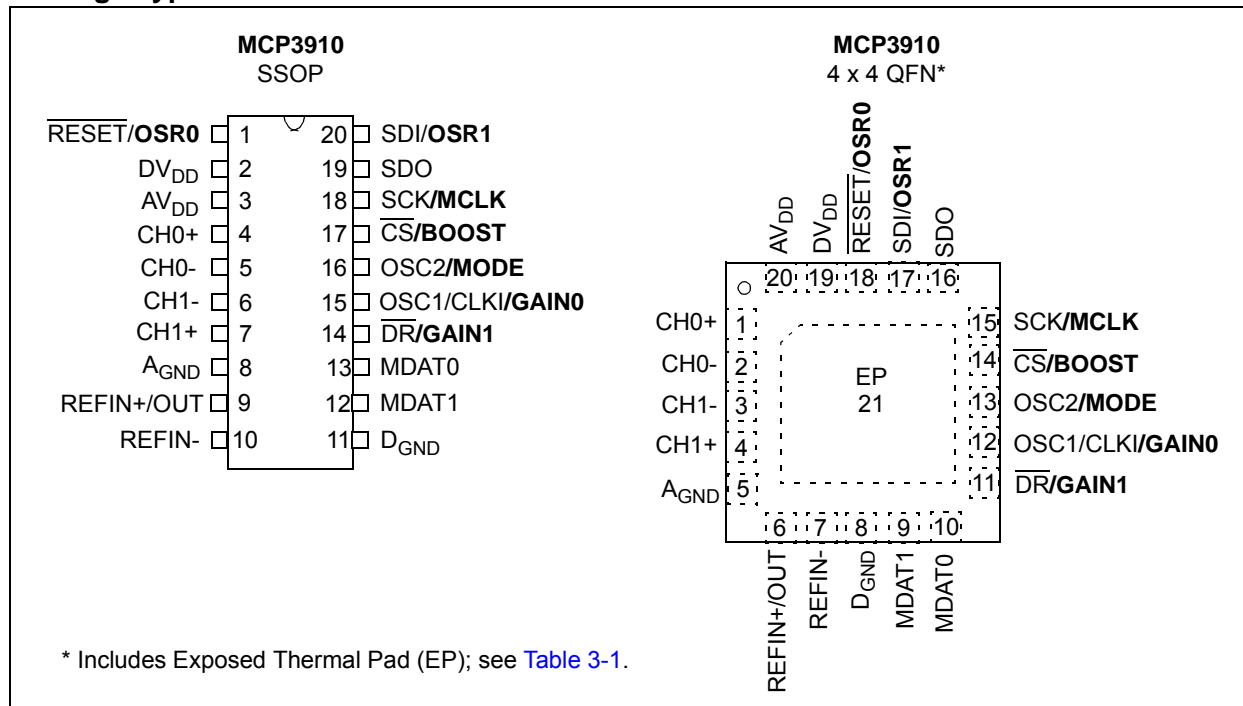 MCP3910
SSOP
RESET/OSR0 1
DVDD 2
AVDD 3
CH0+ 4
CH0- 5
CH1- 6
CH1+ 7
AGND 8
REFIN+/OUT 9
REFIN- 10
20 SDI/OSR1
19 SDO
18 SCK/MCLK
17 CS/BOOST
16 OSC2/MODE
15 OSC1/CLKI/GAIN0
14 DR/GAIN1
13 MDAT0
12 MDAT1
11 DGND
MCP3910
4 x 4 QFN*
AVDD
DVDD
RESET/OSR0
SDI/OSR1
SDO
20 19 18 17 16
CH0+ 1
CH0- 2
CH1- 3
CH1+ 4
AGND 5
EP
21
15 SCK/MCLK
14 CS/BOOST
13 OSC2/MODE
12 OSC1/CLKI/GAIN0
11 DR/GAIN1
6 7 8 9 10
REFIN+/OUT
REFIN-
DGND
MDAT1
MDAT0
* Includes Exposed Thermal Pad (EP); see Table 3-1.